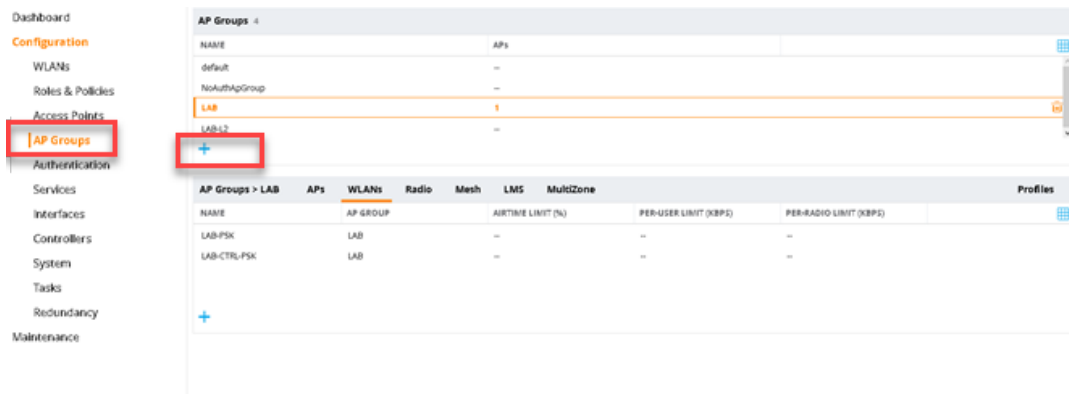 Dashboard
Configuration
WLANs
Roles & Policies
Access Points
AP Groups
Authentication
Services
Interfaces
Controllers
System
Tasks
Redundancy
Maintenance
AP Groups 4
NAME APs
default --
NoAuthApGroup --
LAB 1
LAB-L2 --
+
AP Groups > LAB APs WLANs Radio Mesh LMS MultiZone Profiles
NAME AP GROUP AIRTIME LIMIT (%) PER-USER LIMIT (KBPS) PER-RADIO LIMIT (KBPS)
LAB-PSK LAB -- -- --
LAB-CTRL-PSK LAB -- -- --
+